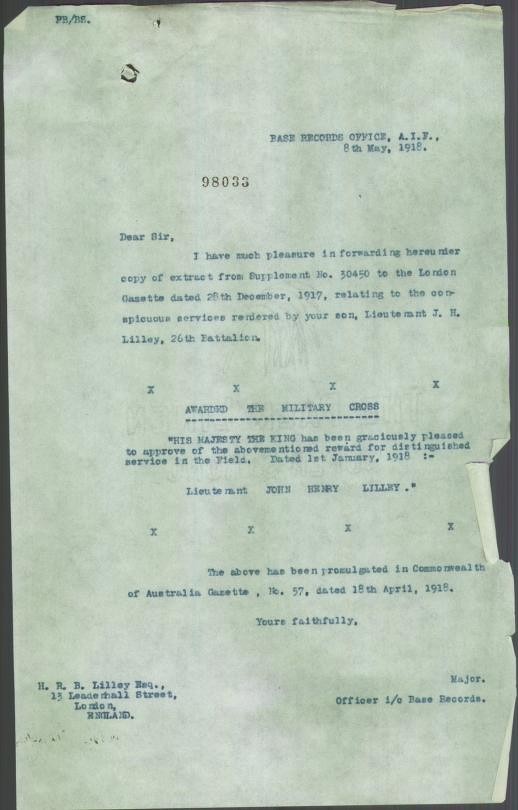 PB/BS.
BASE RECORDS OFFICE, A.I.F.,
8th May, 1918.
98033
Dear Sir,
I have much pleasure in forwarding hereunder
copy of extract from Supplement No. 30450 to the London
Gazette dated 28th December, 1917, relating to the con-
spicuous services rendered by your son, Lieutenant J. H.
Lilley, 26th Battalion.
X X X X
AWARDED THE MILITARY CROSS
"HIS MAJESTY THE KING has been graciously pleased
to approve of the abovementioned reward for distinguished
service in the Field. Dated 1st January, 1918 :-
Lieutenant JOHN HENRY LILLEY."
X X X X
The above has been promulgated in Commonwealth
of Australia Gazette , No. 57, dated 18th April, 1918.
Yours faithfully,
Major.
Officer i/c Base Records.
H. R. B. Lilley Esq.,
13 Leaderhall Street,
London,
ENGLAND.